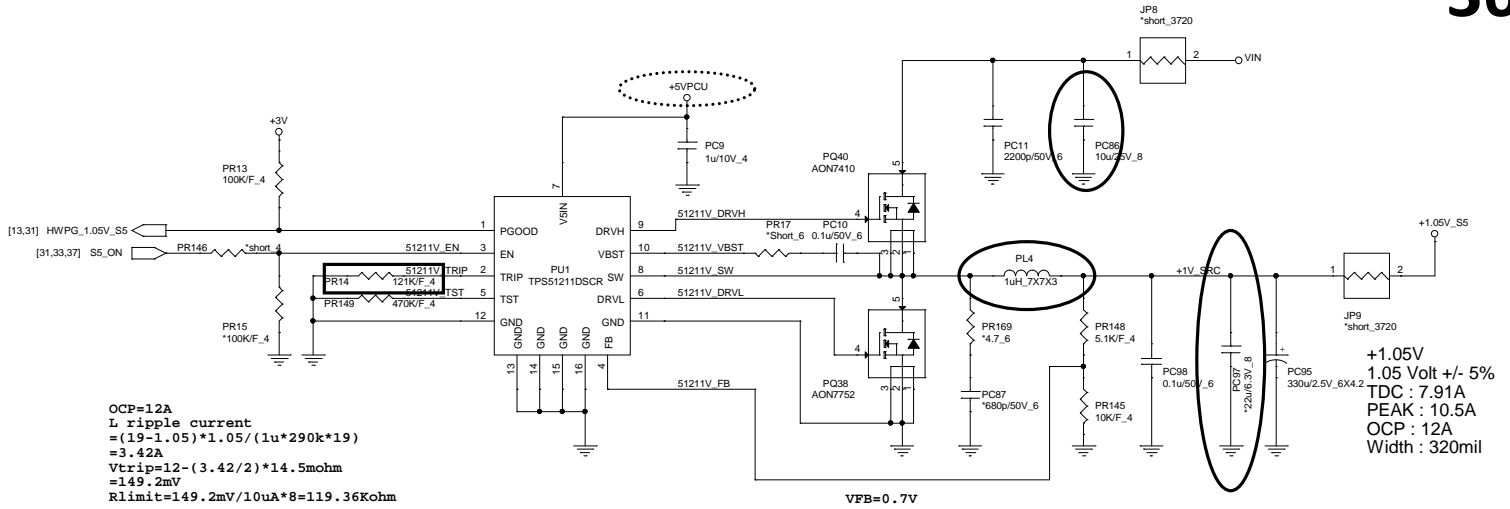 JP8
*short_3720
1
2
VIN
+5VPCU
+3V
PC9
1u/10V_4
PC11
2200p/50V_6
PC86
10u/25V_8
PR13
100K/F_4
PQ40
AON7410
5
4
3
2
1
7
V5IN
[13,31] HWPG_1.05V_S5
1
PGOOD
DRVH
9
51211V_DRVH
PR17
*Short_6
PC10
0.1u/50V_6
+1.05V_S5
[31,33,37] S5_ON
PR146
*short_4
51211V_EN
3
EN
VBST
10
51211V_VBST
PR14
121K/F_4
51211V_TRIP
2
TRIP
PU1
TPS51211DSCR
SW
8
51211V_SW
PL4
1uH_7X7X3
+1V_SRC
1
2
PR149
470K/F_4
51211V_TST
5
TST
DRVL
6
51211V_DRVL
5
JP9
*short_3720
12
GND
GND
11
PR15
*100K/F_4
GND
GND
GND
GND
FB
13
14
15
16
4
4
3
2
1
PQ38
AON7752
PR169
*4.7_6
PR148
5.1K/F_4
PC98
0.1u/50V_6
PC97
*22u/6.3V_8
+
PC95
330u/2.5V_6X4.2
51211V_FB
PC87
*680p/50V_6
PR145
10K/F_4
+1.05V
1.05 Volt +/- 5%
TDC : 7.91A
PEAK : 10.5A
OCP : 12A
Width : 320mil
OCP=12A
L ripple current
=(19-1.05)*1.05/(1u*290k*19)
=3.42A
Vtrip=12-(3.42/2)*14.5mohm
=149.2mV
Rlimit=149.2mV/10uA*8=119.36Kohm
VFB=0.7V